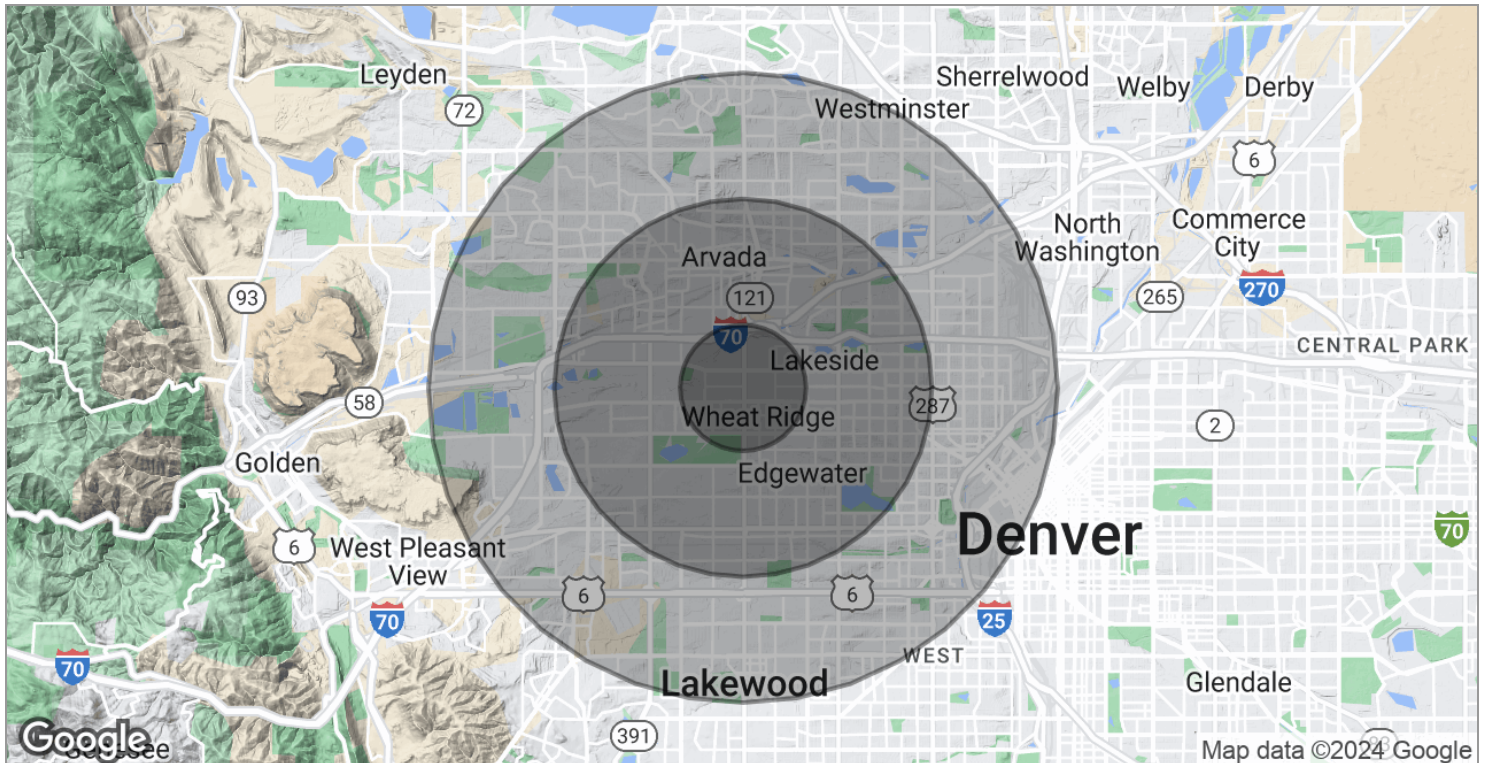 Leyden
Sherrelwood
Welby
Derby
72
Westminster
6
North
Washington
Commerce
City
Arvada
93
121
265
270
70
CENTRAL PARK
Lakeside
58
287
Wheat Ridge
2
Golden
Edgewater
Denver
70
6
West Pleasant
View
6
6
70
25
WEST
70
Lakewood
Glendale
391
Google
Genesee
Map data ©2024 Google